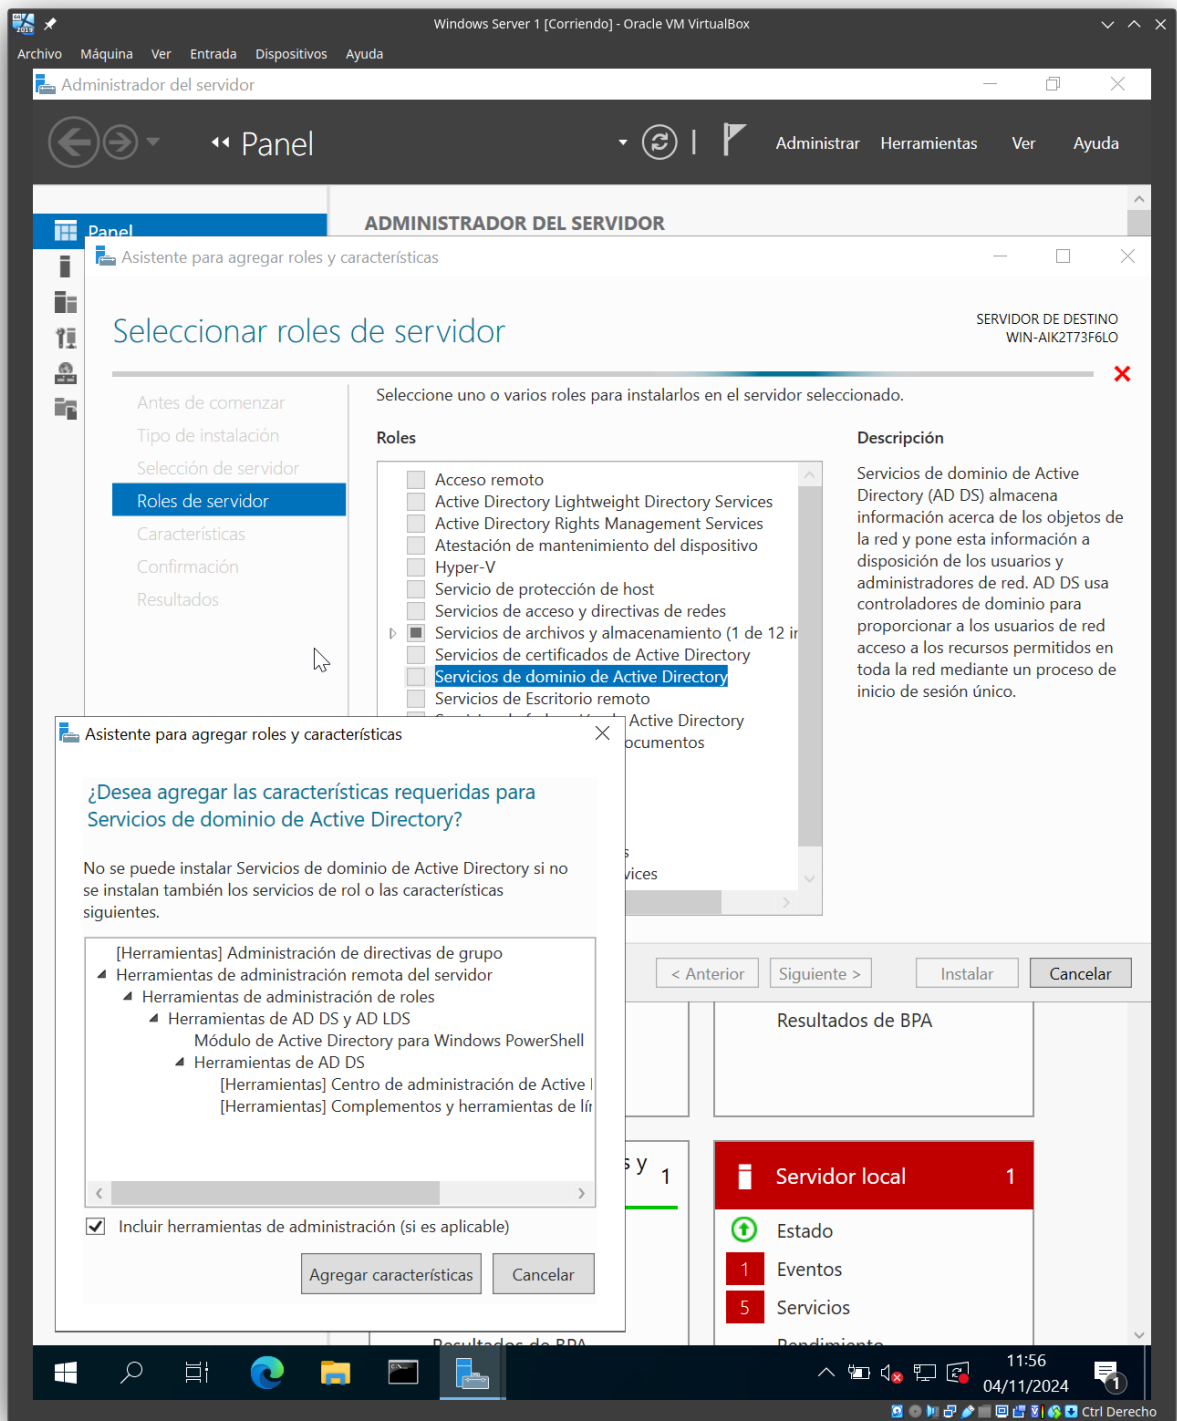 Windows Server 1 [Corriendo] - Oracle VM VirtualBox
Archivo Máquina Ver Entrada Dispositivos Ayuda
Administrador del servidor
Panel
Administrar Herramientas Ver Ayuda
Panel
ADMINISTRADOR DEL SERVIDOR
Asistente para agregar roles y características
Seleccionar roles de servidor
SERVIDOR DE DESTINO
WIN-AIK2T73F6LO
Antes de comenzar
Tipo de instalación
Selección de servidor
Roles de servidor
Características
Confirmación
Resultados
Seleccione uno o varios roles para instalarlos en el servidor seleccionado.
Roles
Acceso remoto
Active Directory Lightweight Directory Services
Active Directory Rights Management Services
Atestación de mantenimiento del dispositivo
Hyper-V
Servicio de protección de host
Servicios de acceso y directivas de redes
Servicios de archivos y almacenamiento (1 de 12 in
Servicios de certificados de Active Directory
Servicios de dominio de Active Directory
Servicios de Escritorio remoto
Active Directory
ocumentos
s
vices
Descripción
Servicios de dominio de Active
Directory (AD DS) almacena
información acerca de los objetos de
la red y pone esta información a
disposición de los usuarios y
administradores de red. AD DS usa
controladores de dominio para
proporcionar a los usuarios de red
acceso a los recursos permitidos en
toda la red mediante un proceso de
inicio de sesión único.
< Anterior Siguiente > Instalar Cancelar
Asistente para agregar roles y características
¿Desea agregar las características requeridas para
Servicios de dominio de Active Directory?
No se puede instalar Servicios de dominio de Active Directory si no
se instalan también los servicios de rol o las características
siguientes.
[Herramientas] Administración de directivas de grupo
Herramientas de administración remota del servidor
Herramientas de administración de roles
Herramientas de AD DS y AD LDS
Módulo de Active Directory para Windows PowerShell
Herramientas de AD DS
[Herramientas] Centro de administración de Active
[Herramientas] Complementos y herramientas de lín
Incluir herramientas de administración (si es aplicable)
Agregar características Cancelar
Resultados de BPA
s y 1
Servidor local 1
Estado
1 Eventos
5 Servicios
Rendimiento
Resultados de BPA
11:56
04/11/2024
1
Ctrl Derecho